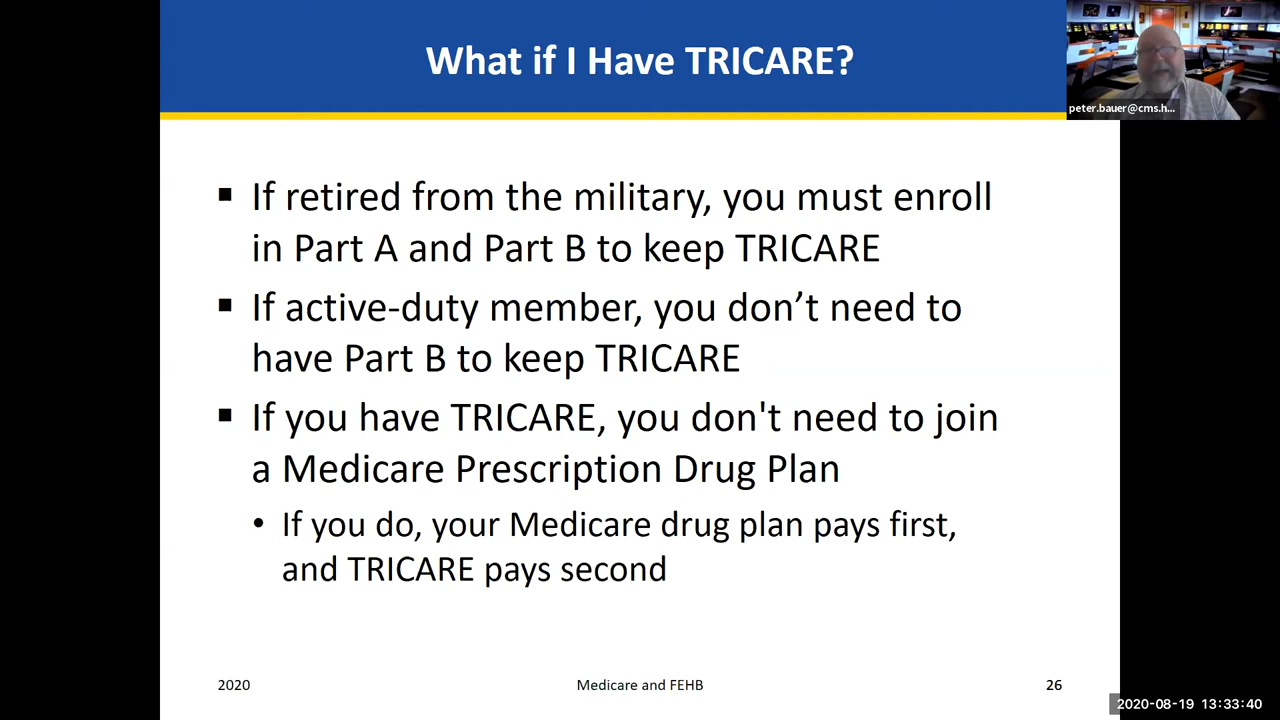 What if I Have TRICARE?
peter.bauer@cms.h...
▪ If retired from the military, you must enroll
in Part A and Part B to keep TRICARE
▪ If active-duty member, you don’t need to
have Part B to keep TRICARE
▪ If you have TRICARE, you don't need to join
a Medicare Prescription Drug Plan
• If you do, your Medicare drug plan pays first,
and TRICARE pays second
2020 Medicare and FEHB 26
2020-08-19 13:33:40